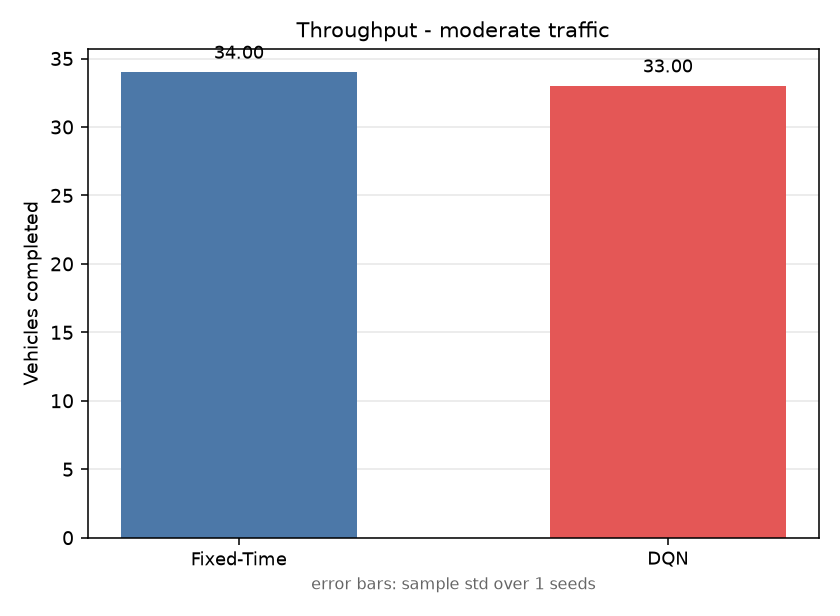 Throughput - moderate traffic
34.00
33.00
Vehicles completed
35
30
25
20
15
10
5
0
Fixed-Time
DQN
error bars: sample std over 1 seeds